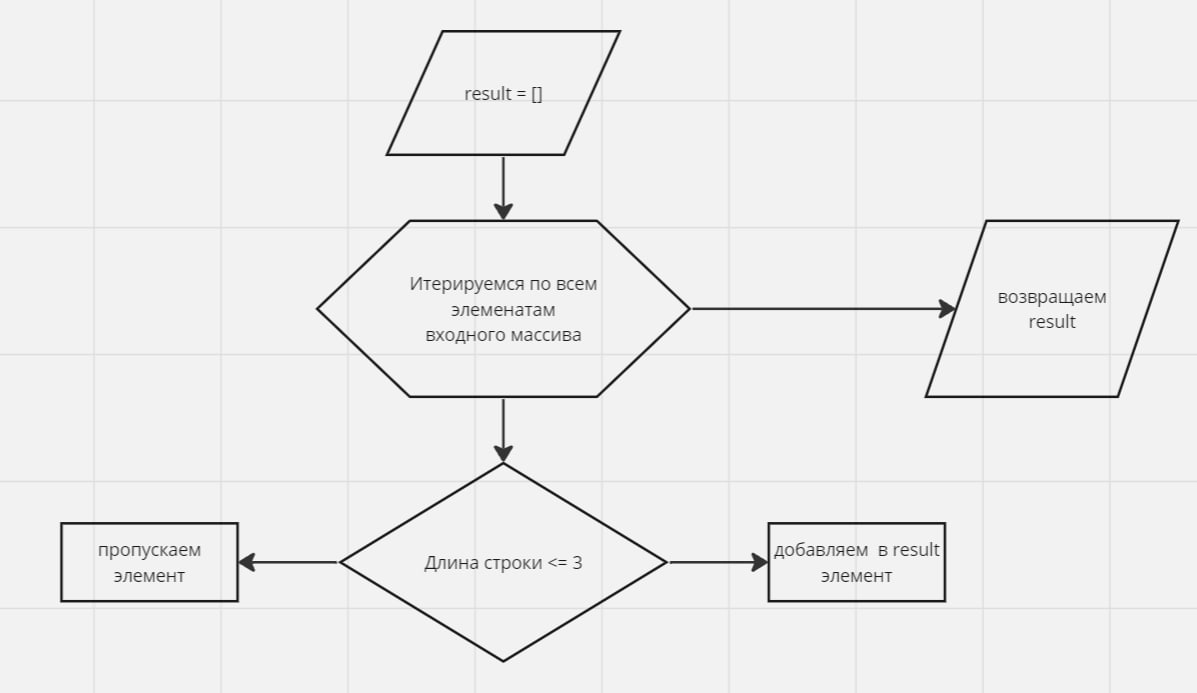 result = []
Итерируемся по всем
элеменатам
входного массива
возвращаем
result
Длина строки <= 3
пропускаем
элемент
добавляем в result
элемент